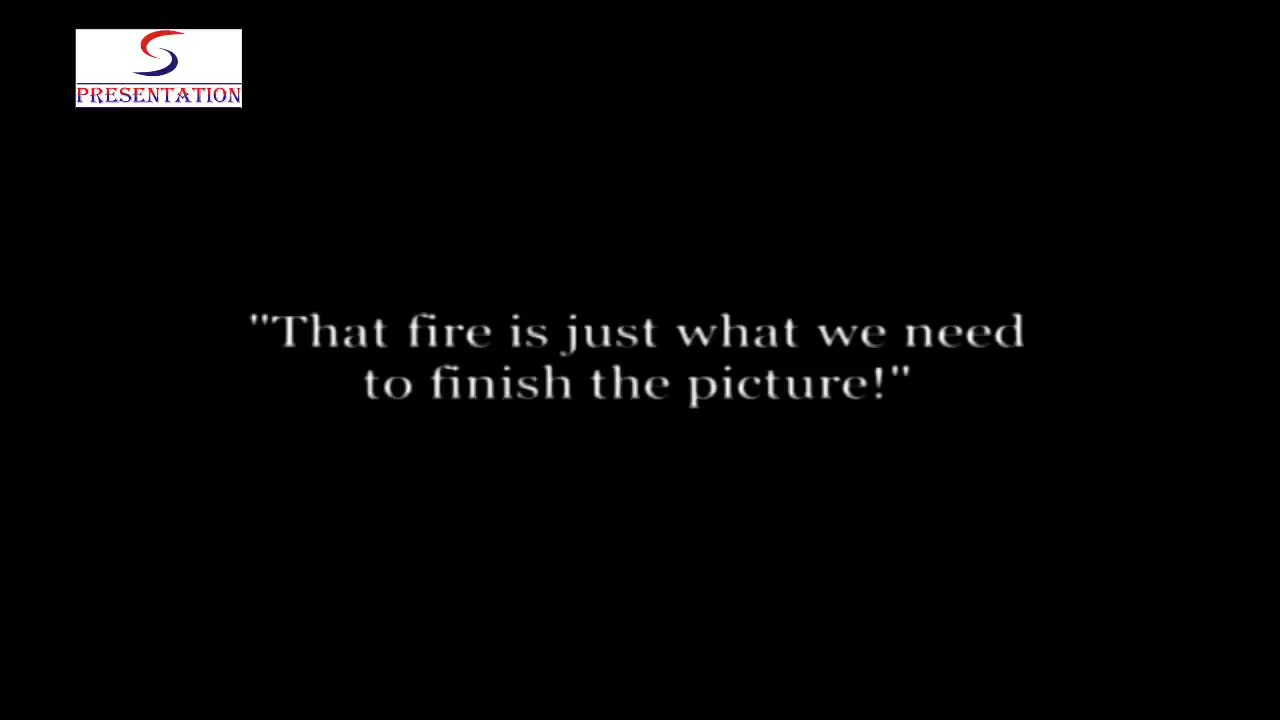 S
PRESENTATION
"That fire is just what we need
to finish the picture!"